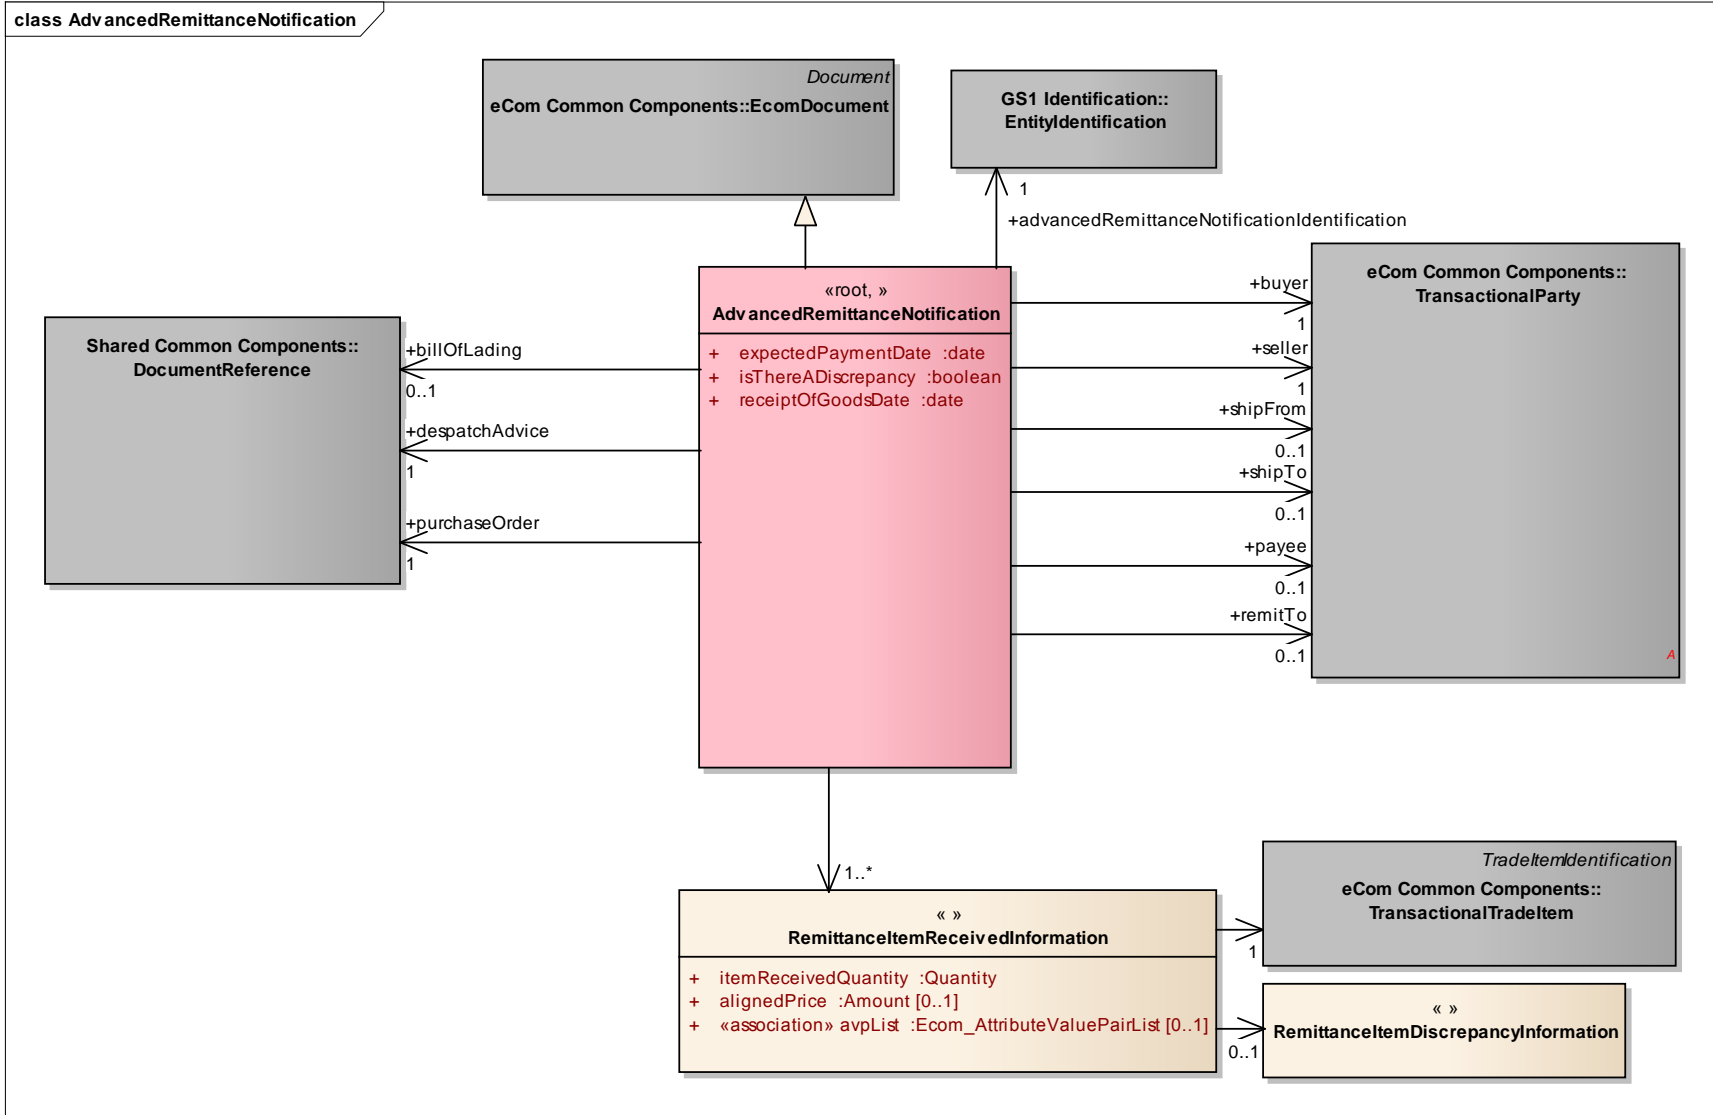 class AdvancedRemittanceNotification
Document
eCom Common Components::EcomDocument
GS1 Identification::
EntityIdentification
1
+advancedRemittanceNotificationIdentification
«root, »
AdvancedRemittanceNotification
+ expectedPaymentDate :date
+ isThereADiscrepancy :boolean
+ receiptOfGoodsDate :date
Shared Common Components::
DocumentReference
+billOfLading
0..1
+despatchAdvice
1
+purchaseOrder
1
eCom Common Components::
TransactionalParty
+buyer
1
+seller
1
+shipFrom
0..1
+shipTo
0..1
+payee
0..1
+remitTo
0..1
A
1..*
« »
RemittanceItemReceivedInformation
+ itemReceivedQuantity :Quantity
+ alignedPrice :Amount [0..1]
+ «association» avpList :Ecom_AttributeValuePairList [0..1]
TradeItemIdentification
eCom Common Components::
TransactionalTradeItem
1
« »
RemittanceItemDiscrepancyInformation
0..1